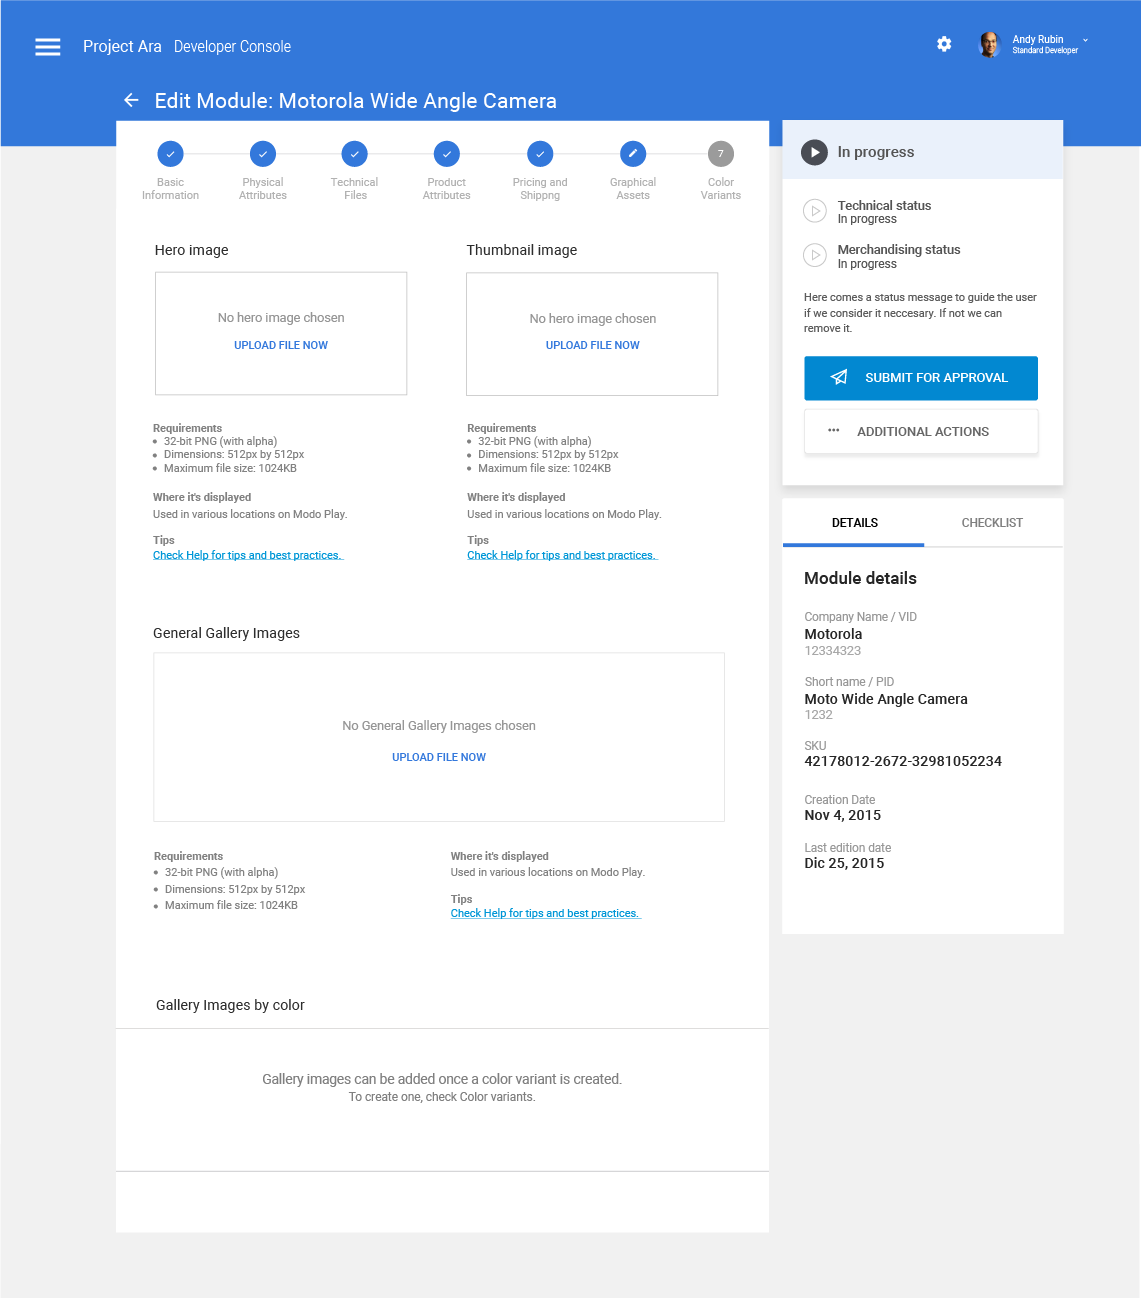 Project Ara Developer Console
Andy Rubin
Standard Developer
Edit Module: Motorola Wide Angle Camera
7
Basic
Information
Physical
Attributes
Technical
Files
Product
Attributes
Pricing and
Shippng
Graphical
Assets
Color
Variants
Hero image
No hero image chosen
UPLOAD FILE NOW
Requirements
• 32-bit PNG (with alpha)
• Dimensions: 512px by 512px
• Maximum file size: 1024KB
Where it's displayed
Used in various locations on Modo Play.
Tips
Check Help for tips and best practices.
Thumbnail image
No hero image chosen
UPLOAD FILE NOW
Requirements
• 32-bit PNG (with alpha)
• Dimensions: 512px by 512px
• Maximum file size: 1024KB
Where it's displayed
Used in various locations on Modo Play.
Tips
Check Help for tips and best practices.
General Gallery Images
No General Gallery Images chosen
UPLOAD FILE NOW
Requirements
• 32-bit PNG (with alpha)
• Dimensions: 512px by 512px
• Maximum file size: 1024KB
Where it's displayed
Used in various locations on Modo Play.
Tips
Check Help for tips and best practices.
Gallery Images by color
Gallery images can be added once a color variant is created.
To create one, check Color variants.
In progress
Technical status
In progress
Merchandising status
In progress
Here comes a status message to guide the user
if we consider it neccesary. If not we can
remove it.
SUBMIT FOR APPROVAL
••• ADDITIONAL ACTIONS
DETAILS
CHECKLIST
Module details
Company Name / VID
Motorola
12334323
Short name / PID
Moto Wide Angle Camera
1232
SKU
42178012-2672-32981052234
Creation Date
Nov 4, 2015
Last edition date
Dic 25, 2015